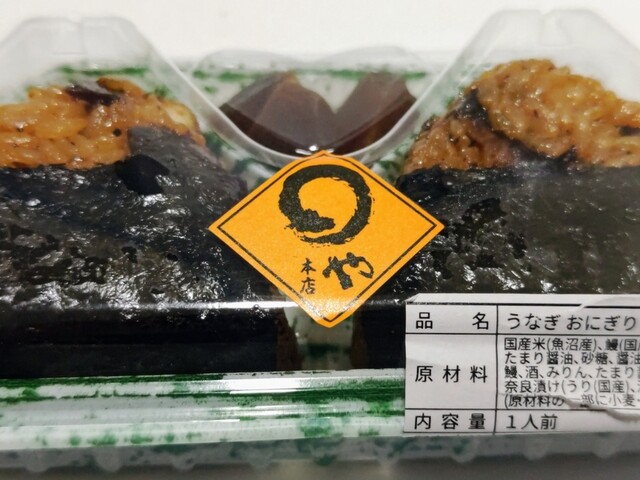 本店
品名 うなぎ おにぎり
原材料 国産米(魚沼産)、鰻(国
たまり醤油、砂糖、醤油
鰻、酒、みりん、たまり
奈良漬け(うり(国産)、
(原材料の一部に小麦・
内容量 1人前